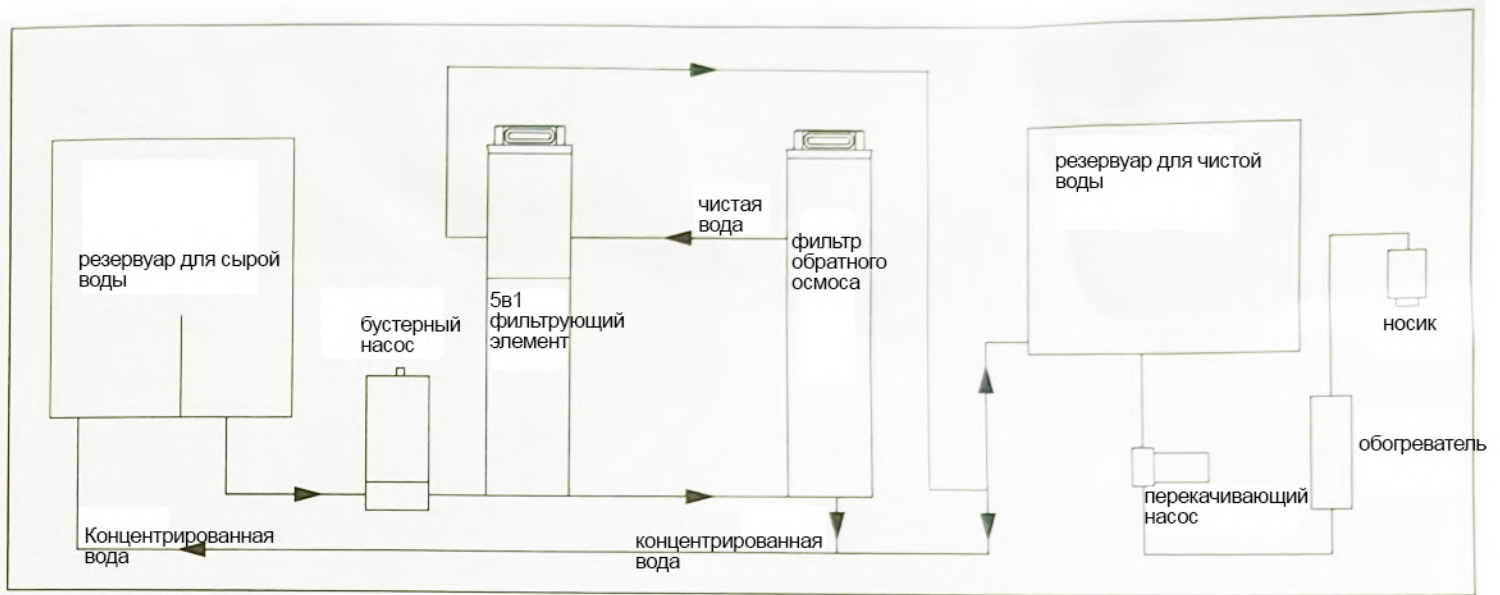 чистая
вода
резервуар для чистой
воды
резервуар для сырой
воды
фильтр
обратного
осмоса
5в1
фильтрующий
элемент
бустерный
насос
носик
обогреватель
перекачивающий
насос
Концентрированная
вода
концентрированная
вода